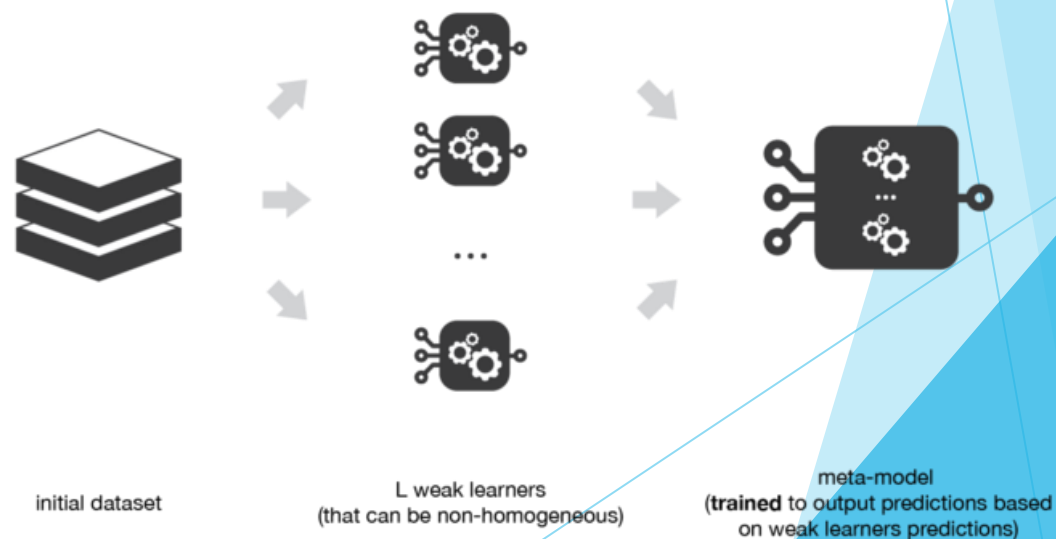 ...
...
...
initial dataset
L weak learners
(that can be non-homogeneous)
meta-model
(trained to output predictions based
on weak learners predictions)